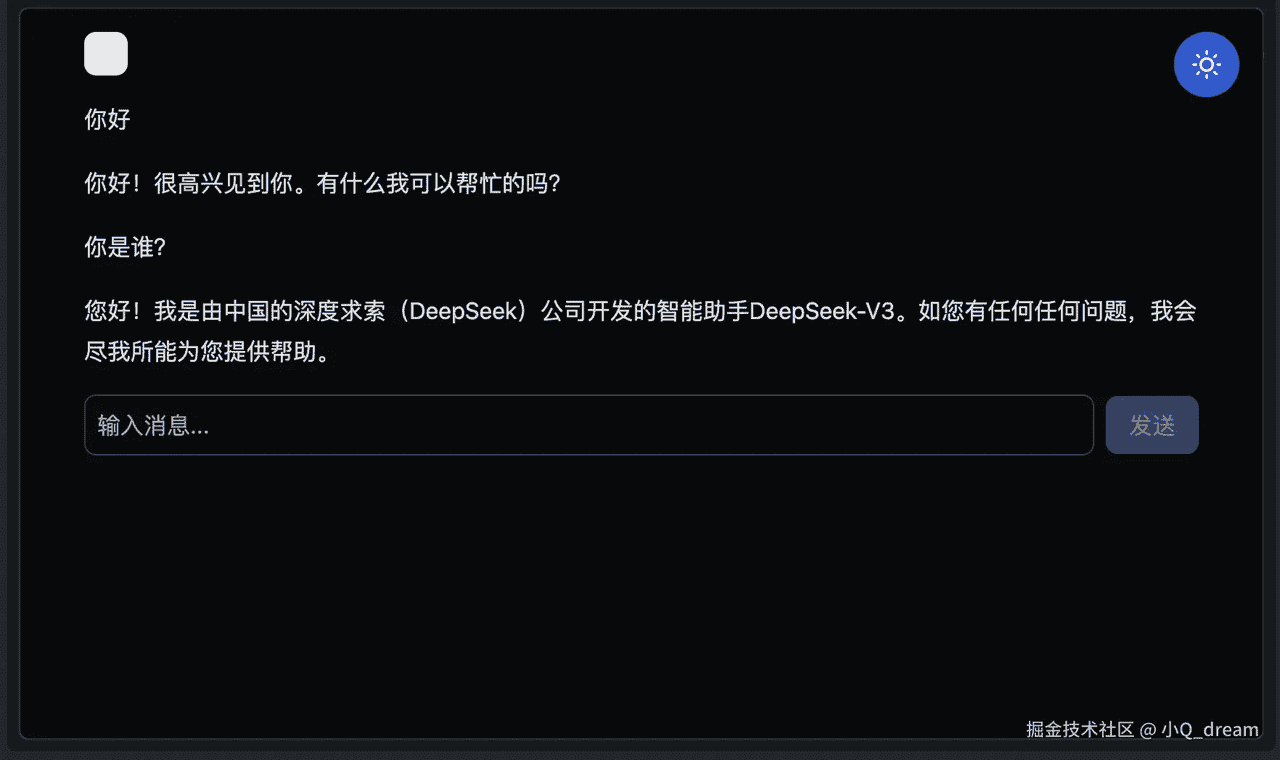 你好
你好！很高兴见到你。有什么我可以帮忙的吗?
你是谁?
您好！我是由中国的深度求索（DeepSeek）公司开发的智能助手DeepSeek-V3。如您有任何任何问题，我会
尽我所能为您提供帮助。
输入消息...
发送
掘金技术社区 @ 小Q_dream